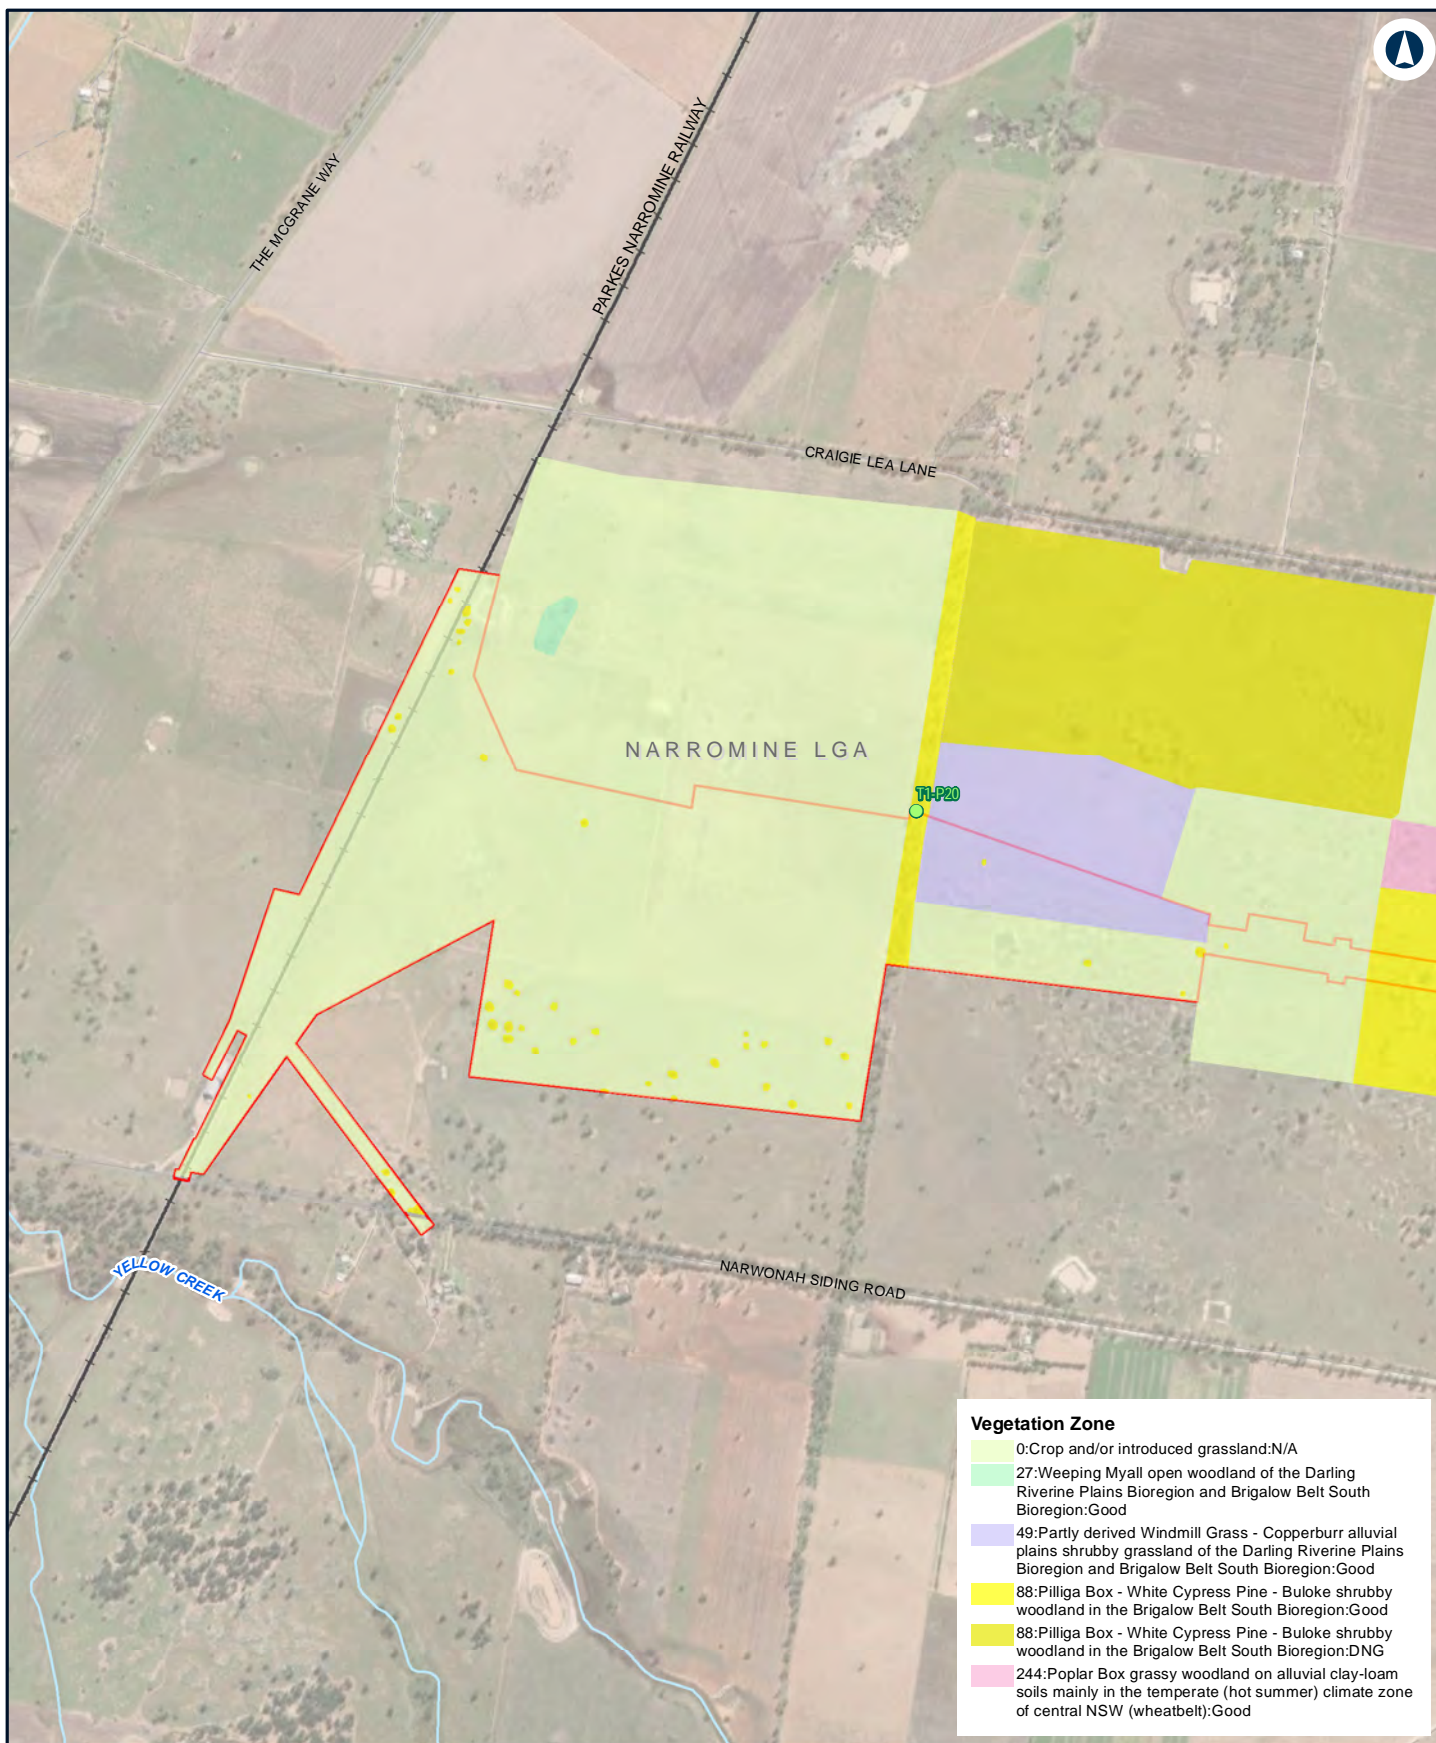 THE MCGRANE WAY
PARKES NARROMINE RAILWAY
CRAIGIE LEA LANE
NARROMINE LGA
T1-P20
YELLOW CREEK
NARWONAH SIDING ROAD
Vegetation Zone
0:Crop and/or introduced grassland:N/A
27:Weeping Myall open woodland of the Darling
Riverine Plains Bioregion and Brigalow Belt South
Bioregion:Good
49:Partly derived Windmill Grass - Copperburr alluvial
plains shrubby grassland of the Darling Riverine Plains
Bioregion and Brigalow Belt South Bioregion:Good
88:Pilliga Box - White Cypress Pine - Buloke shrubby
woodland in the Brigalow Belt South Bioregion:Good
88:Pilliga Box - White Cypress Pine - Buloke shrubby
woodland in the Brigalow Belt South Bioregion:DNG
244:Poplar Box grassy woodland on alluvial clay-loam
soils mainly in the temperate (hot summer) climate zone
of central NSW (wheatbelt):Good